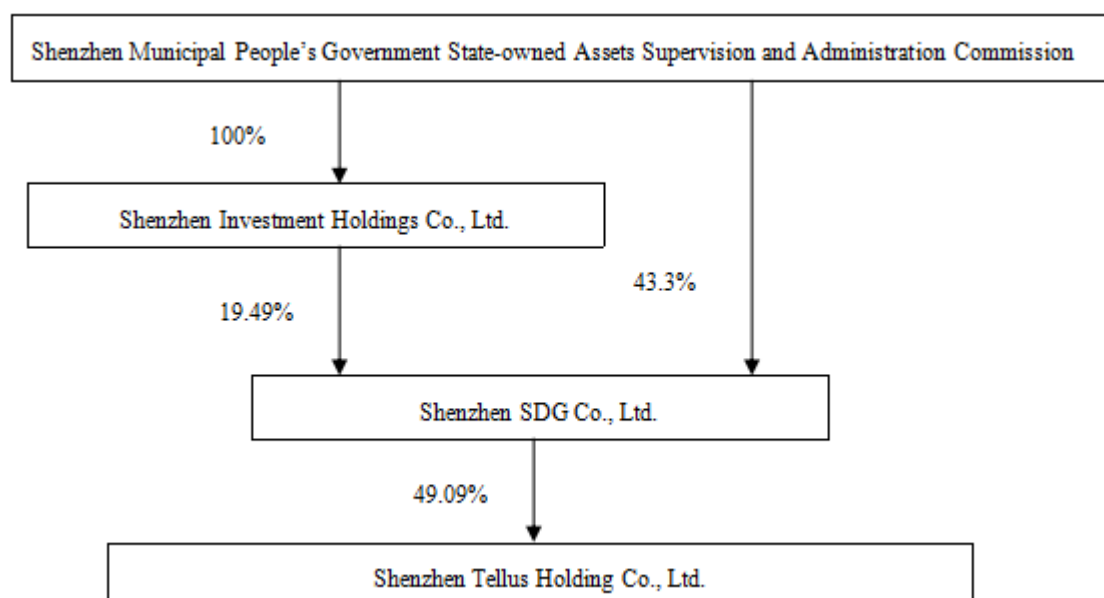 Shenzhen Municipal People’s Government State-owned Assets Supervision and Administration Commission
100%
Shenzhen Investment Holdings Co., Ltd.
19.49%
43.3%
Shenzhen SDG Co., Ltd.
49.09%
Shenzhen Tellus Holding Co., Ltd.